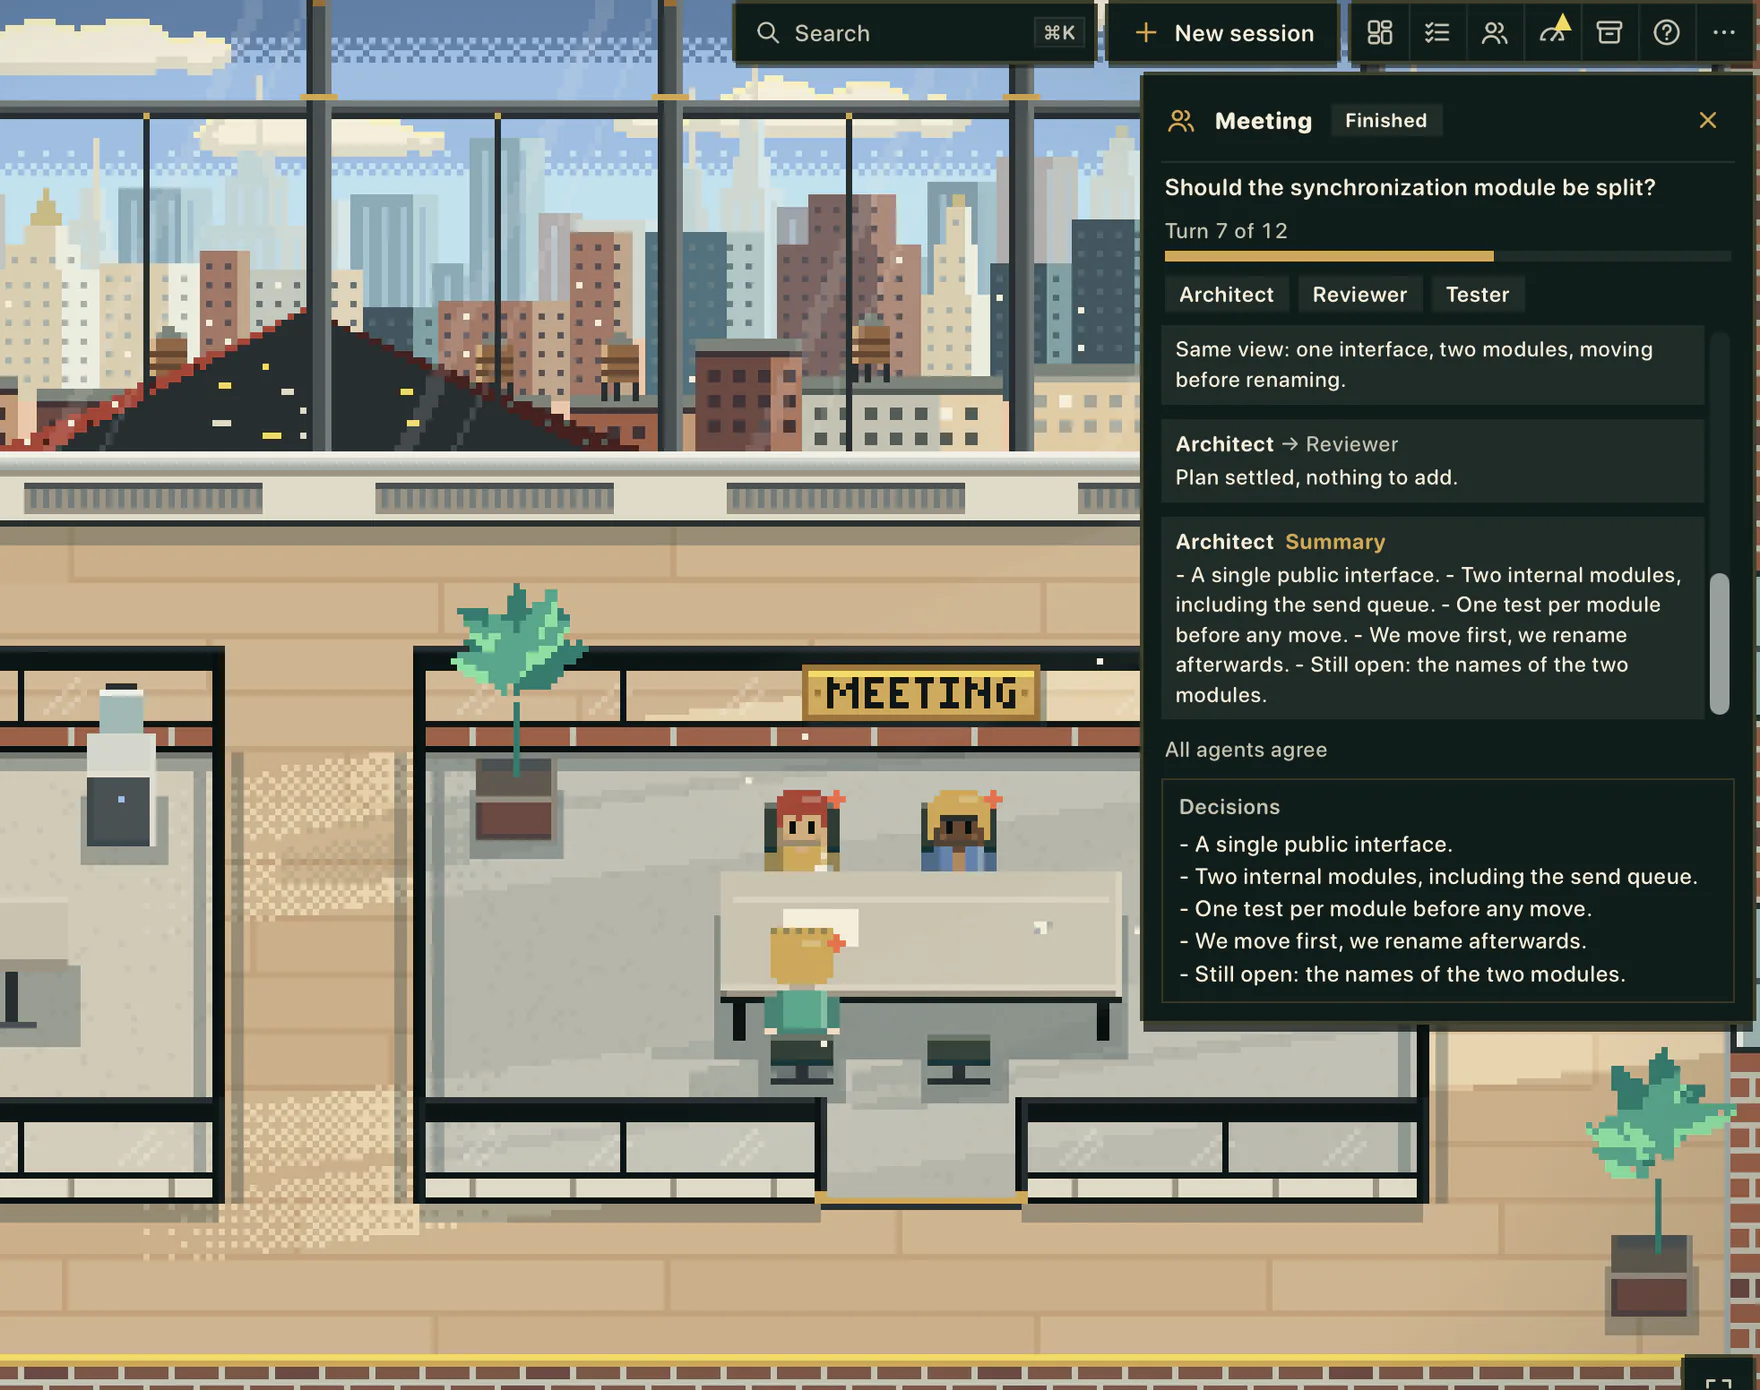 Search
⌘K
New session
Meeting
Finished
Should the synchronization module be split?
Turn 7 of 12
Architect
Reviewer
Tester
Same view: one interface, two modules, moving
before renaming.
Architect → Reviewer
Plan settled, nothing to add.
Architect Summary
- A single public interface. - Two internal modules,
including the send queue. - One test per module
before any move. - We move first, we rename
afterwards. - Still open: the names of the two
modules.
All agents agree
Decisions
- A single public interface.
- Two internal modules, including the send queue.
- One test per module before any move.
- We move first, we rename afterwards.
- Still open: the names of the two modules.
MEETING